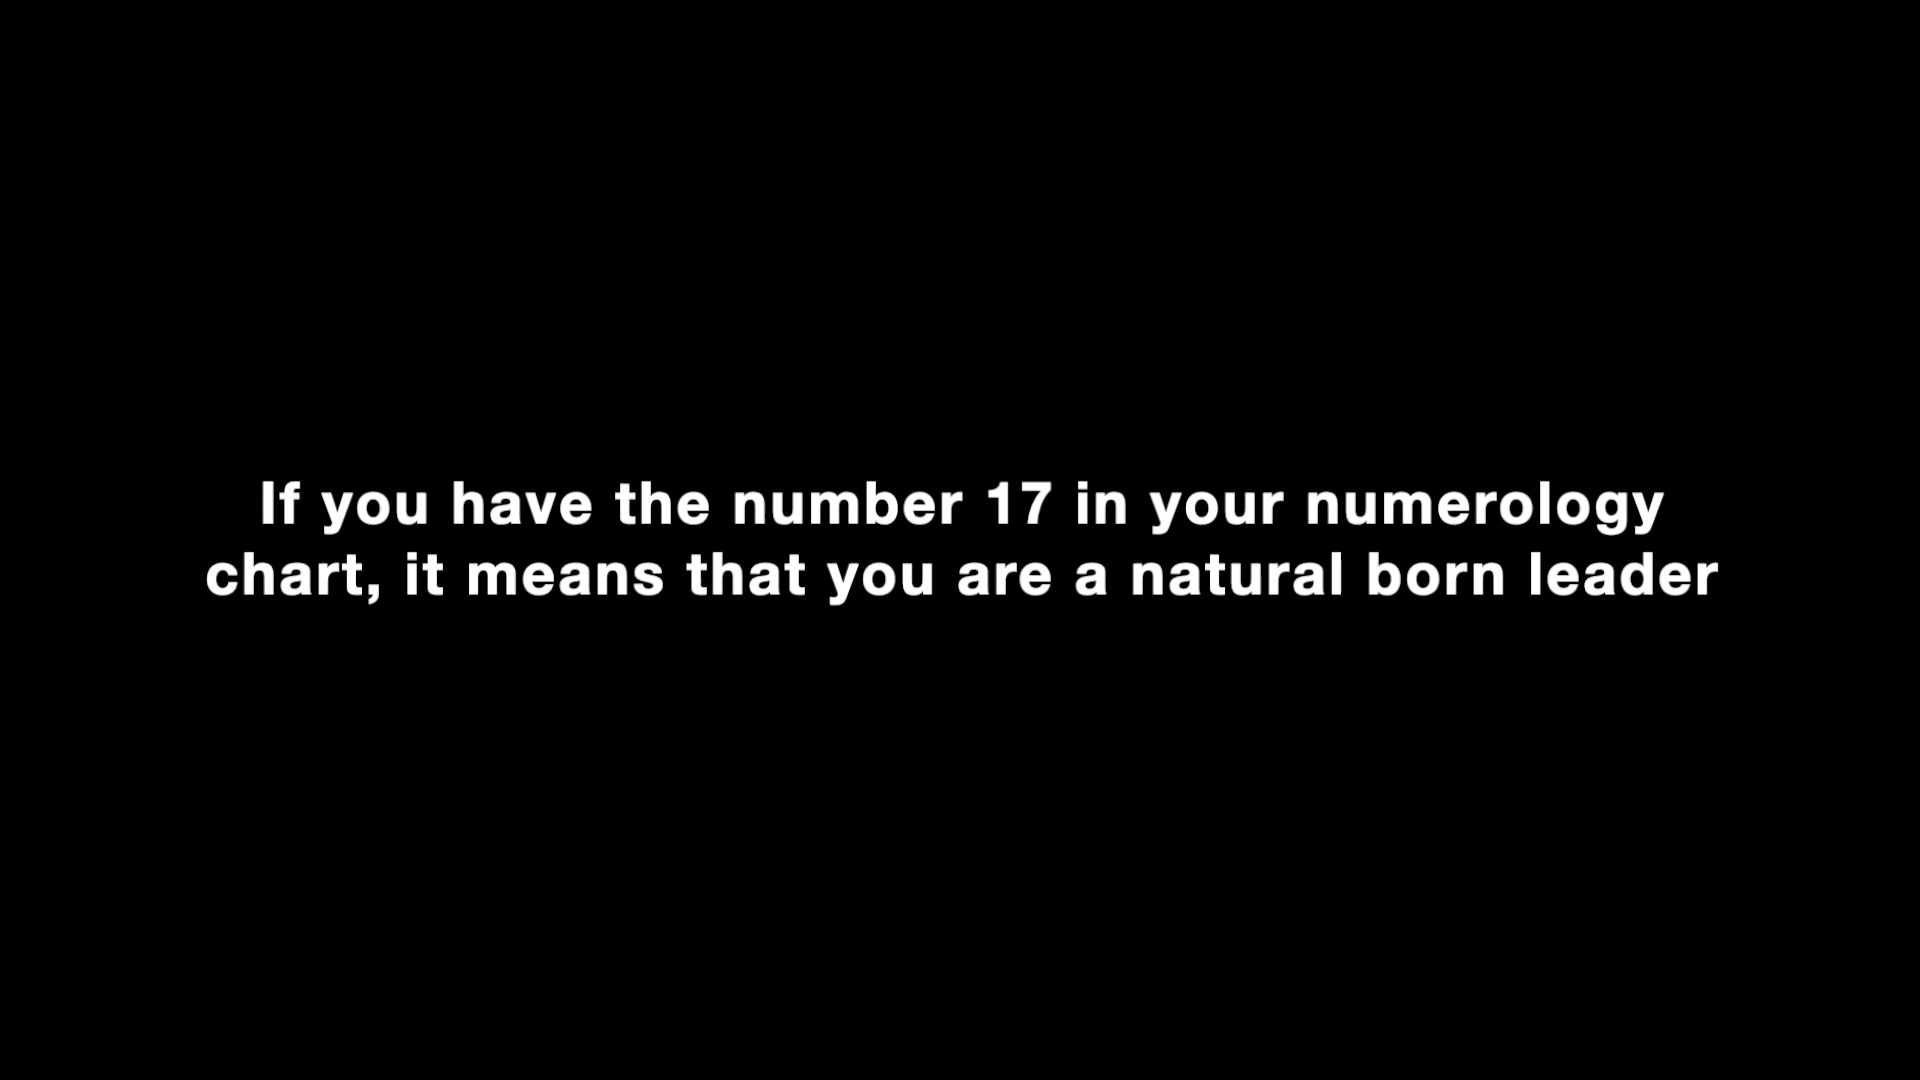 If you have the number 17 in your numerology
chart, it means that you are a natural born leader